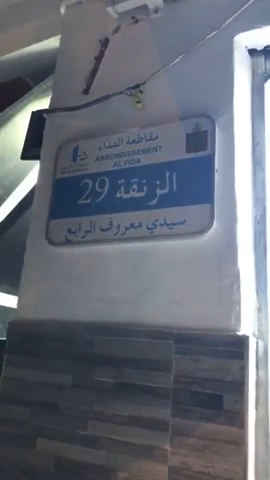 مقاطعة الفداء
ARRONDISSEMENT
AL FIDA
الزنقة 29
سيدي معروف الرابع